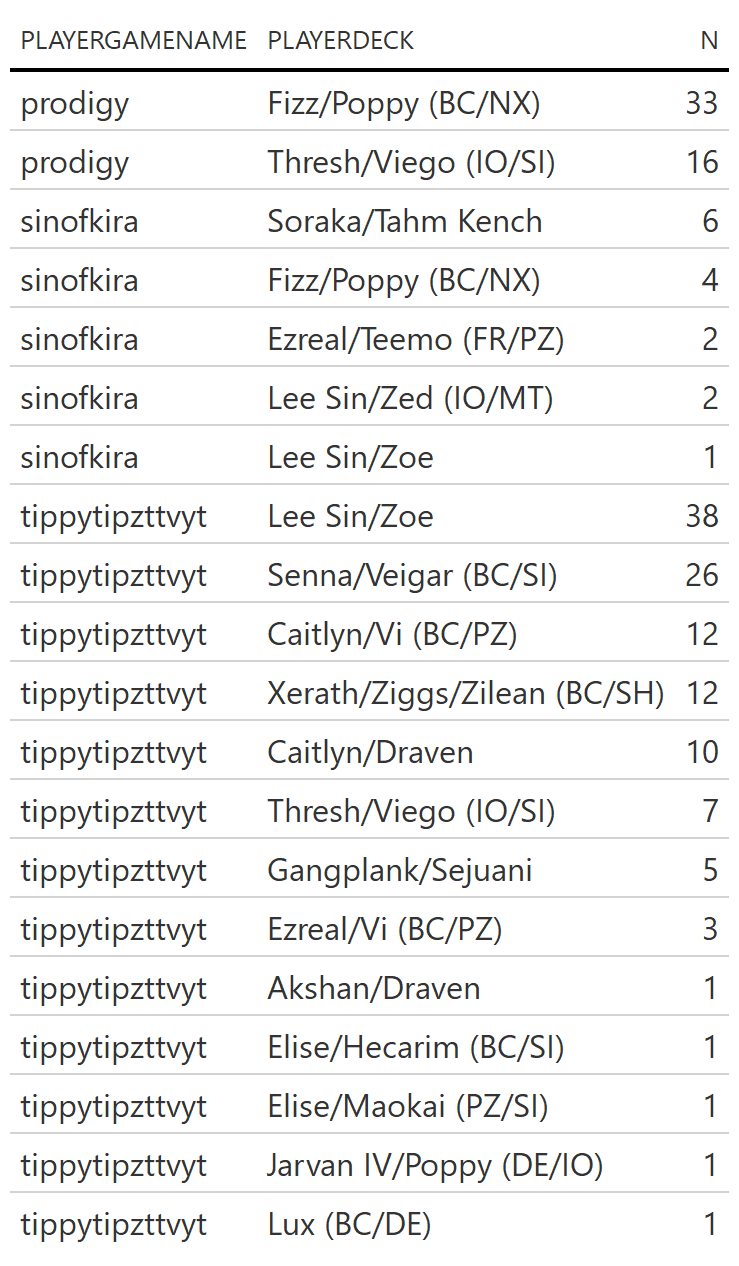 PLAYERGAMENAME PLAYERDECK N
prodigy Fizz/Poppy (BC/NX) 33
prodigy Thresh/Viego (IO/SI) 16
sinofkira Soraka/Tahm Kench 6
sinofkira Fizz/Poppy (BC/NX) 4
sinofkira Ezreal/Teemo (FR/PZ) 2
sinofkira Lee Sin/Zed (IO/MT) 2
sinofkira Lee Sin/Zoe 1
tippytipzttvyt Lee Sin/Zoe 38
tippytipzttvyt Senna/Veigar (BC/SI) 26
tippytipzttvyt Caitlyn/Vi (BC/PZ) 12
tippytipzttvyt Xerath/Ziggs/Zilean (BC/SH) 12
tippytipzttvyt Caitlyn/Draven 10
tippytipzttvyt Thresh/Viego (IO/SI) 7
tippytipzttvyt Gangplank/Sejuani 5
tippytipzttvyt Ezreal/Vi (BC/PZ) 3
tippytipzttvyt Akshan/Draven 1
tippytipzttvyt Elise/Hecarim (BC/SI) 1
tippytipzttvyt Elise/Maokai (PZ/SI) 1
tippytipzttvyt Jarvan IV/Poppy (DE/IO) 1
tippytipzttvyt Lux (BC/DE) 1